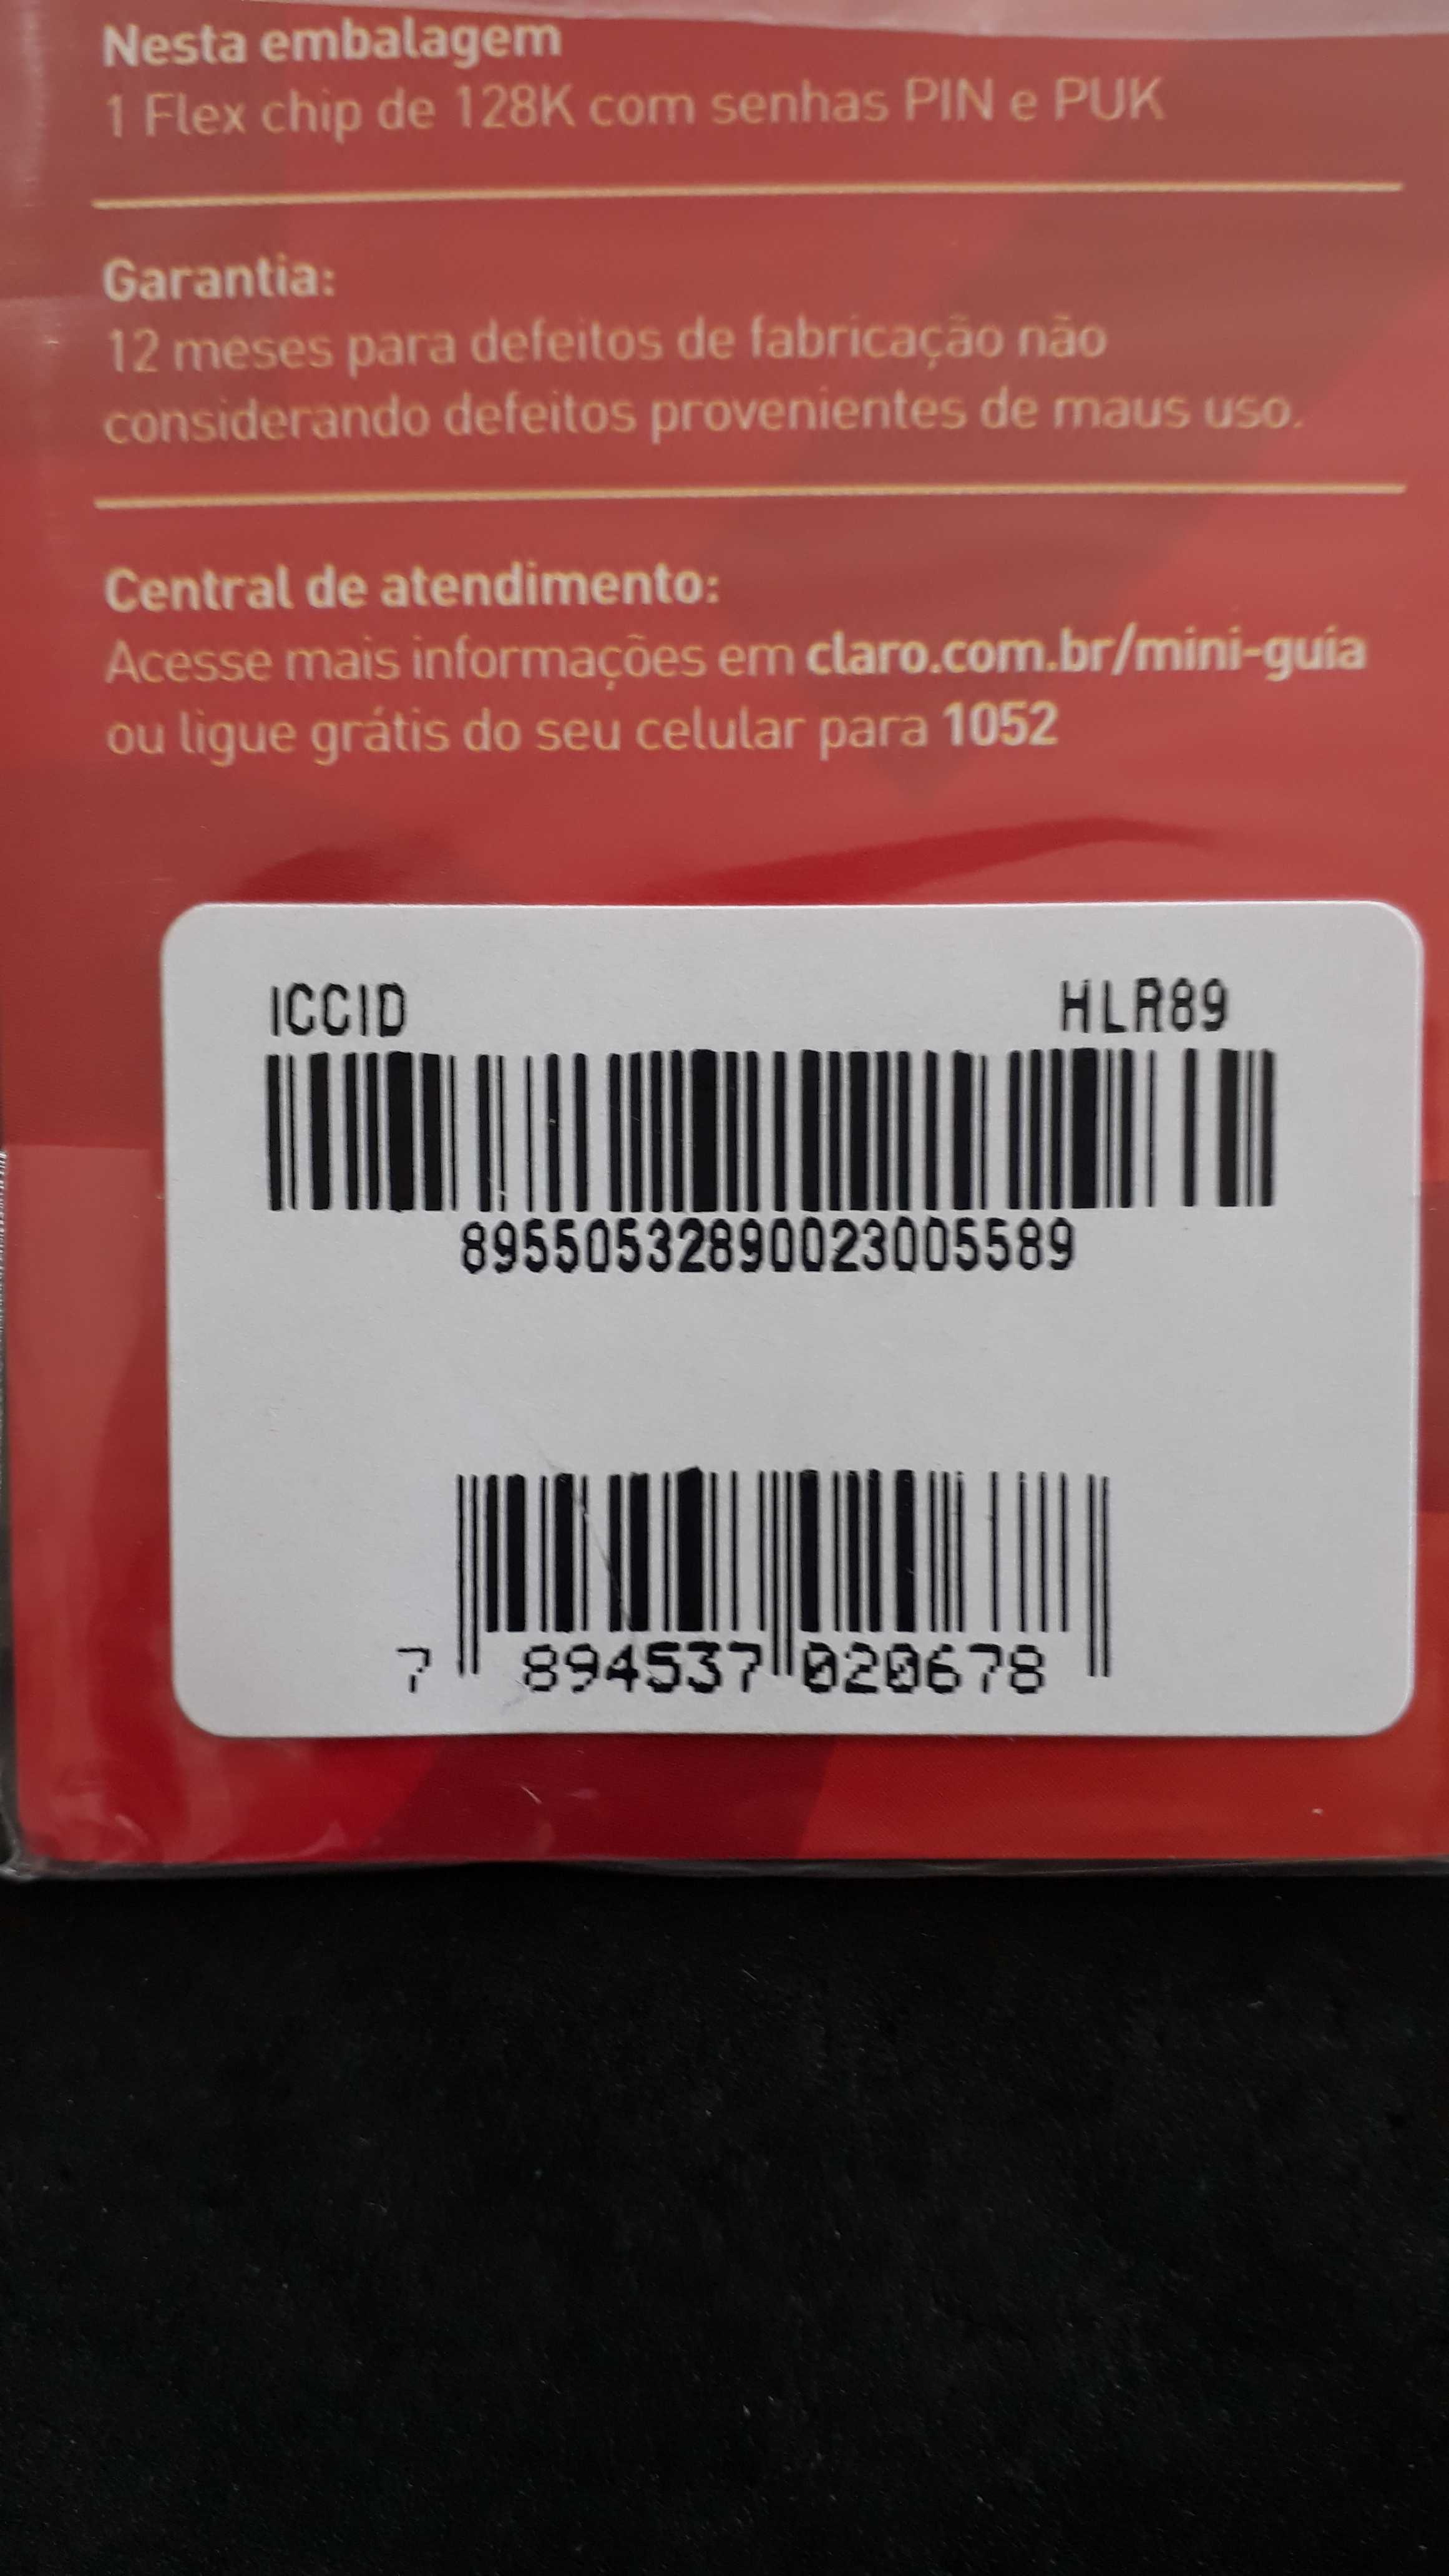 Nesta embalagem
1 Flex chip de 128K com senhas PIN e PUK
Garantia:
12 meses para defeitos de fabricação não
considerando defeitos provenientes de maus uso.
Central de atendimento:
Acesse mais informações em claro.com.br/mini-guia
ou ligue grátis do seu celular para 1052
ICCID HLR89
89550532890023005589
7 894537 020678